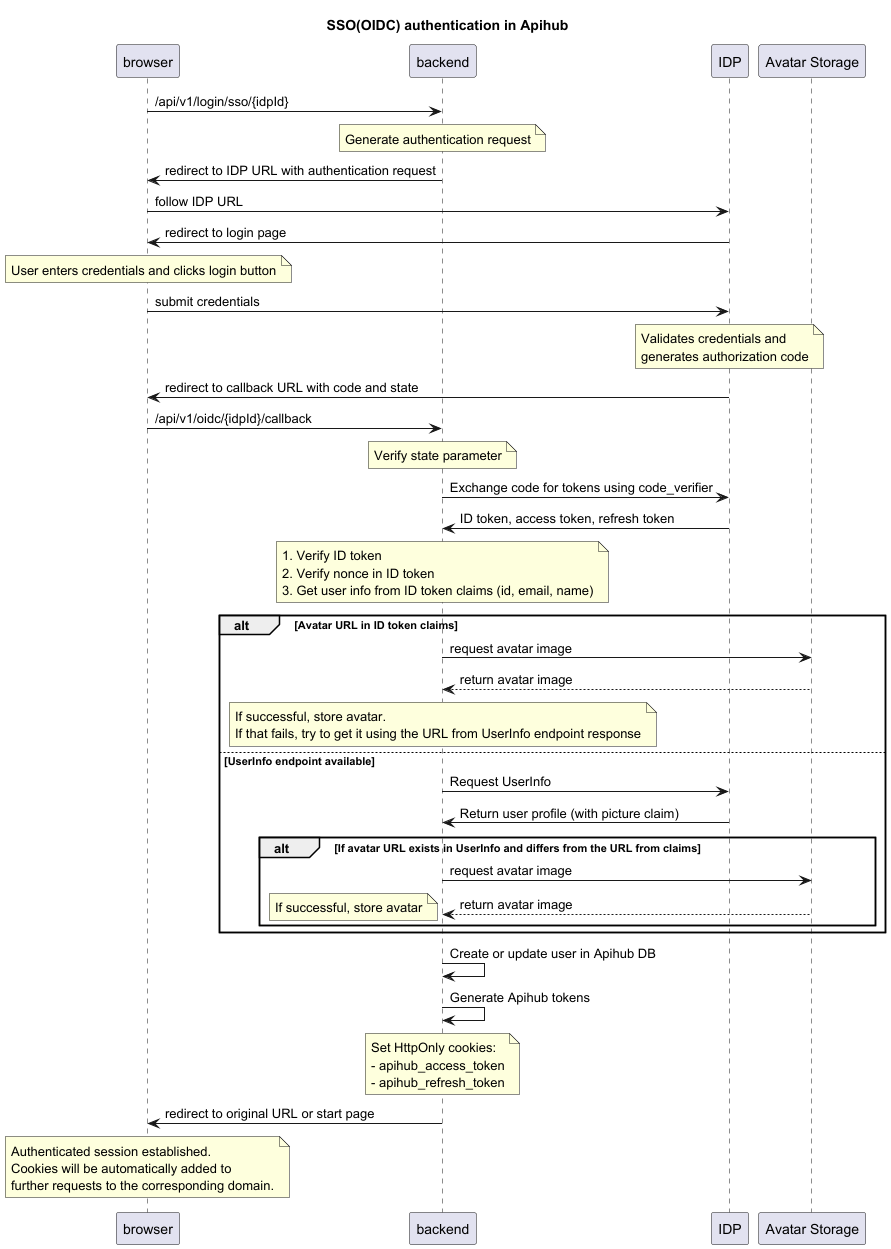 SSO(OIDC) authentication in Apihub
browser
backend
IDP
Avatar Storage
/api/v1/login/sso/{idpId}
Generate authentication request
redirect to IDP URL with authentication request
follow IDP URL
redirect to login page
User enters credentials and clicks login button
submit credentials
Validates credentials and
generates authorization code
redirect to callback URL with code and state
/api/v1/oidc/{idpId}/callback
Verify state parameter
Exchange code for tokens using code_verifier
ID token, access token, refresh token
1. Verify ID token
2. Verify nonce in ID token
3. Get user info from ID token claims (id, email, name)
alt
[Avatar URL in ID token claims]
request avatar image
return avatar image
If successful, store avatar.
If that fails, try to get it using the URL from UserInfo endpoint response
[UserInfo endpoint available]
Request UserInfo
Return user profile (with picture claim)
alt
[If avatar URL exists in UserInfo and differs from the URL from claims]
request avatar image
If successful, store avatar
return avatar image
Create or update user in Apihub DB
Generate Apihub tokens
Set HttpOnly cookies:
- apihub_access_token
- apihub_refresh_token
redirect to original URL or start page
Authenticated session established.
Cookies will be automatically added to
further requests to the corresponding domain.
browser
backend
IDP
Avatar Storage